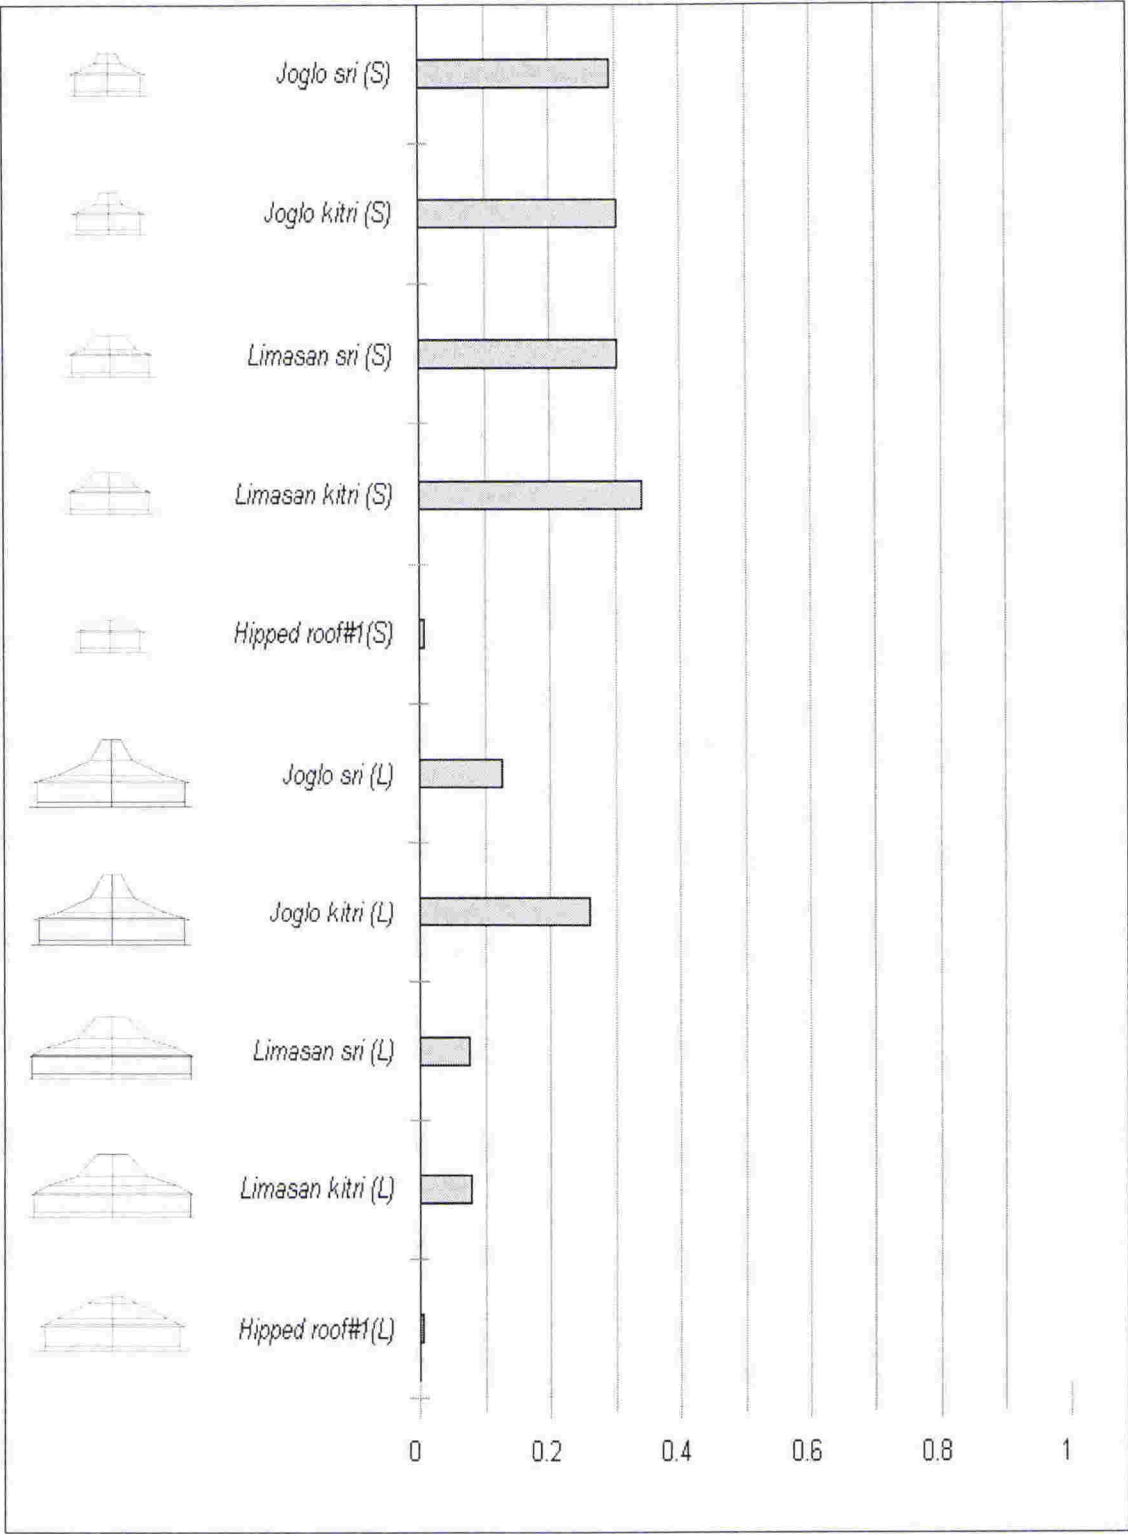 Joglo sri (S)
Joglo kitri (S)
Limasan sri (S)
Limasan kitri (S)
Hipped roof#1(S)
Joglo sri (L)
Joglo kitri (L)
Limasan sri (L)
Limasan kitri (L)
Hipped roof#1(L)
0 0.2 0.4 0.6 0.8 1